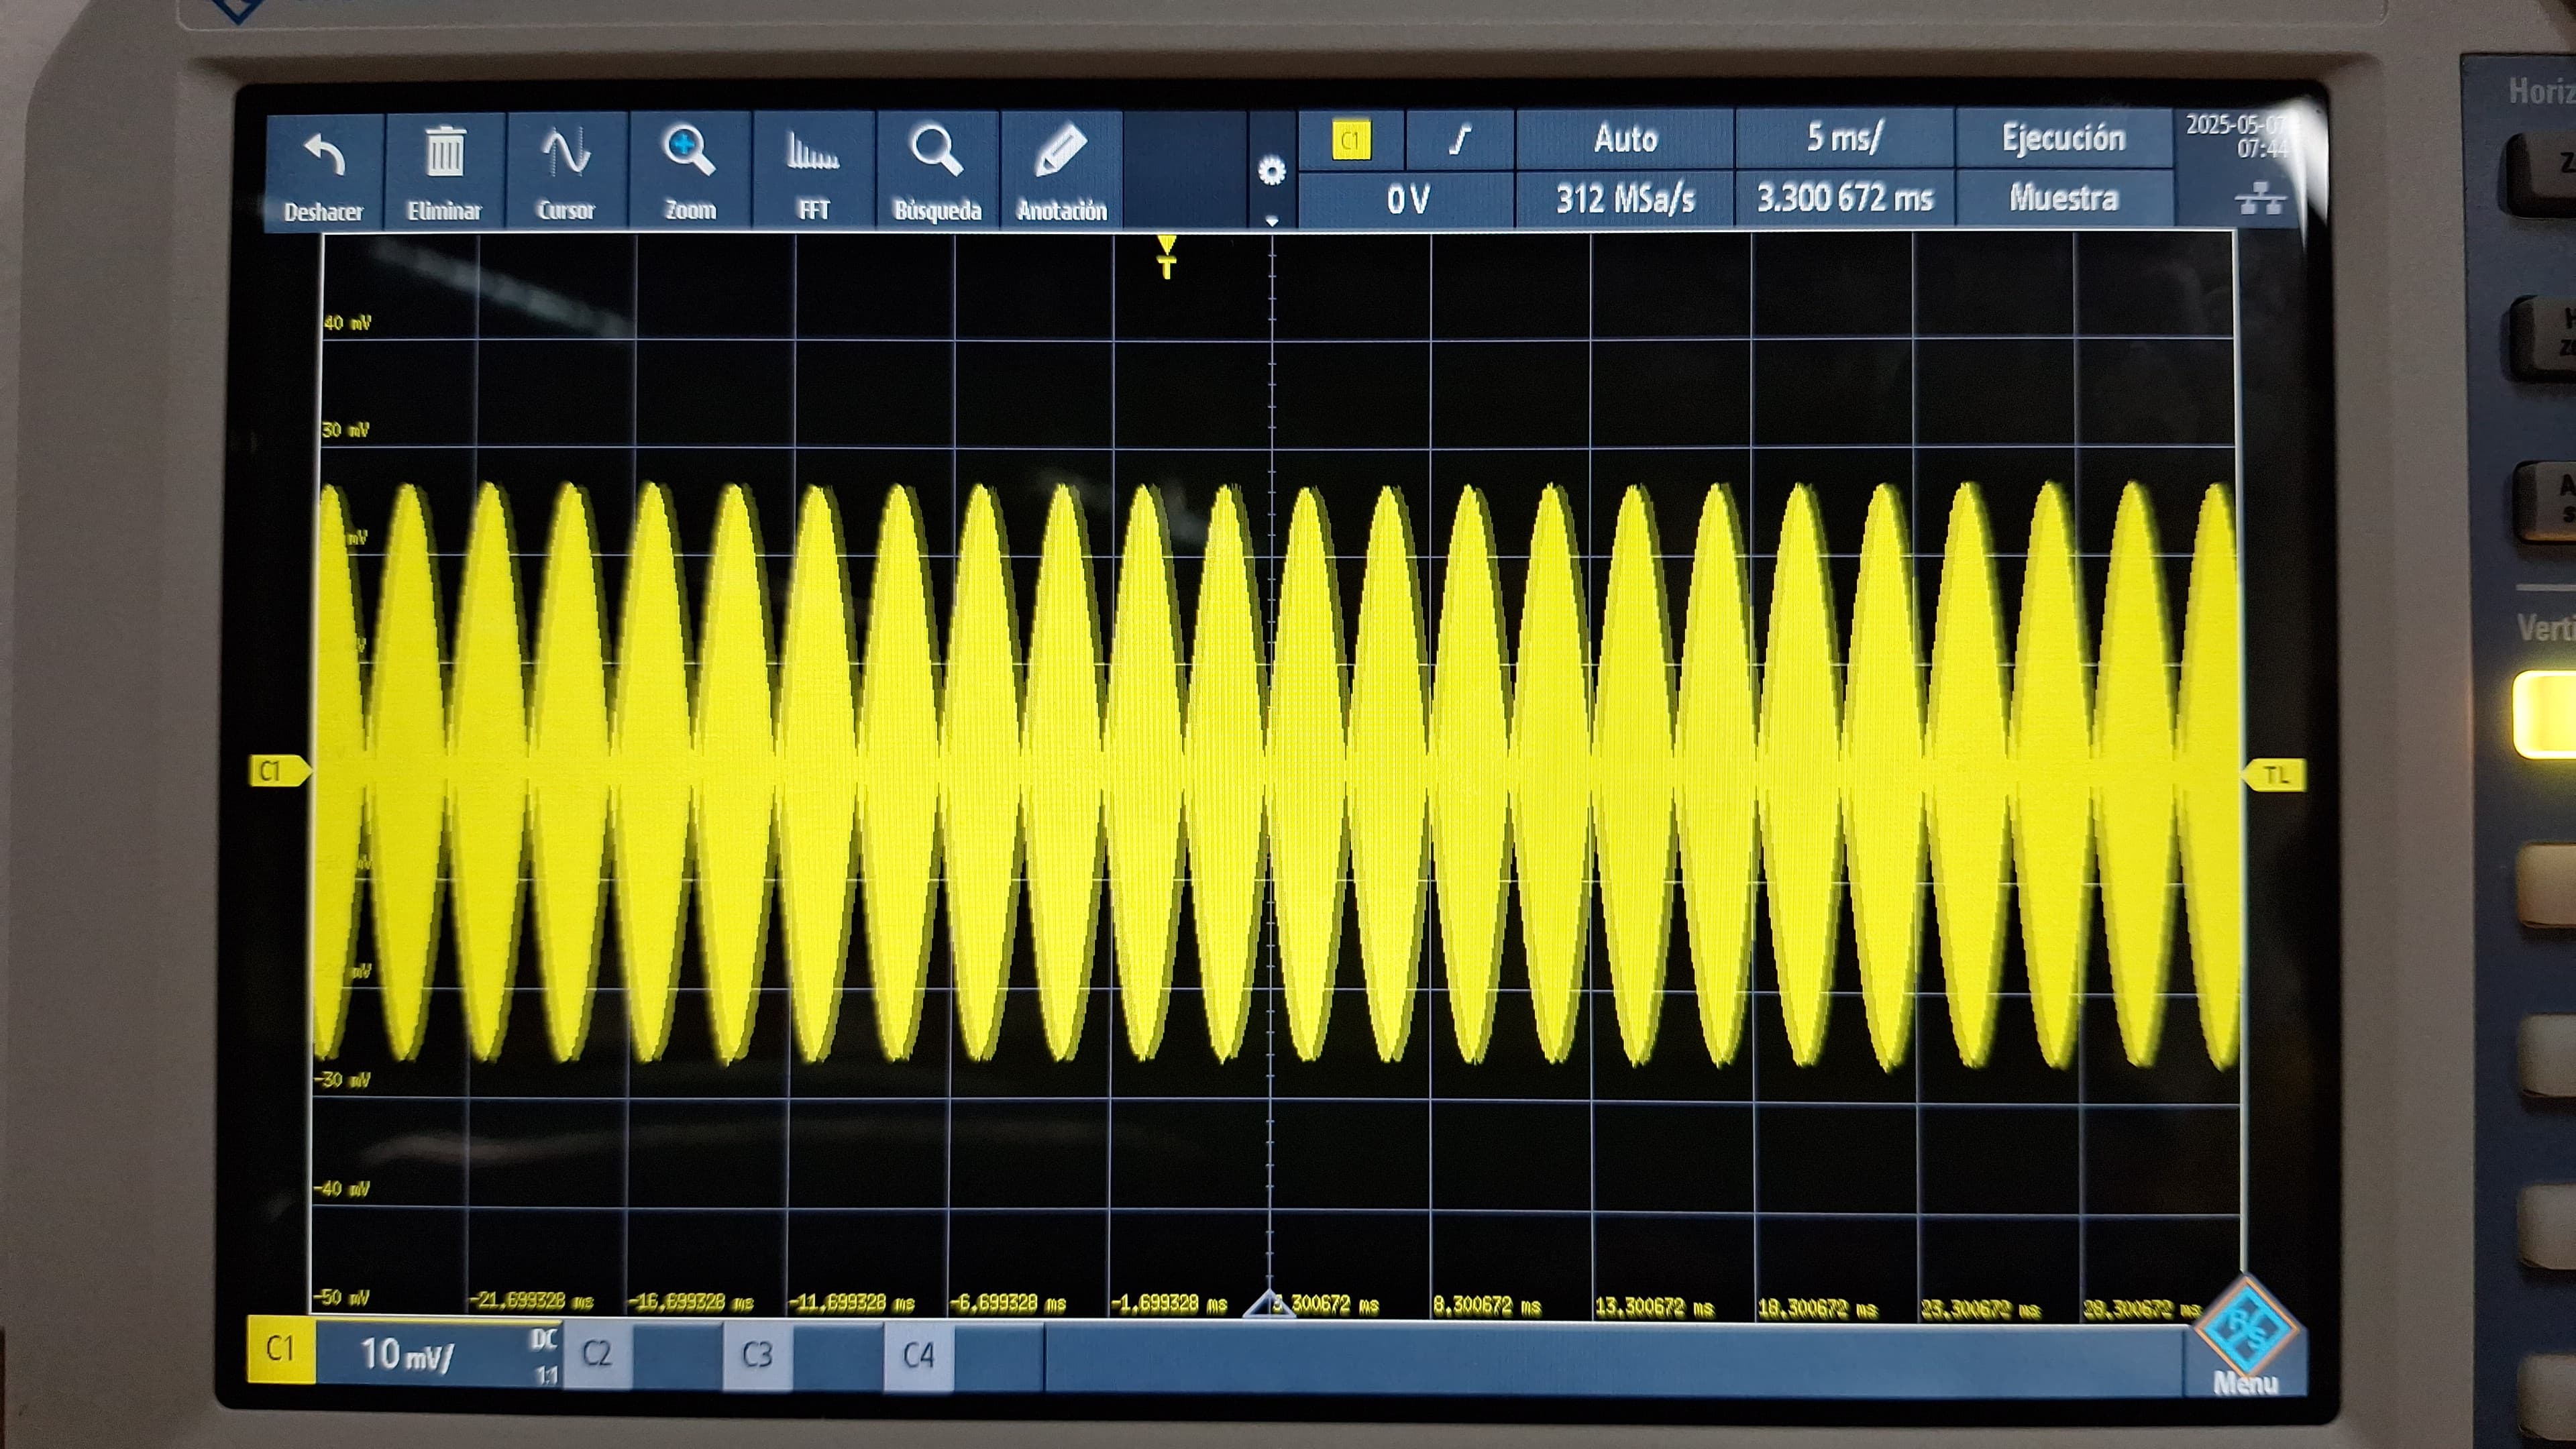 Horiz
C1
Auto
5 ms/
Ejecución
2025-05-07
07:44
Deshacer
Eliminar
Cursor
Zoom
FFT
Búsqueda
Anotación
0 V
312 MSa/s
3.300 672 ms
Muestra
T
40 mV
30 mV
mV
Verti
C1
TL
mV
-30 mV
-40 mV
-50 mV
-21,699328 ms
-16,699328 ms
-11,699328 ms
-6,699328 ms
-1,699328 ms
3.300672 ms
8.300672 ms
13.300672 ms
18.300672 ms
23.300672 ms
28.300672 ms
C1
10 mV/
DC
1:1
C2
C3
C4
R&S
Menu